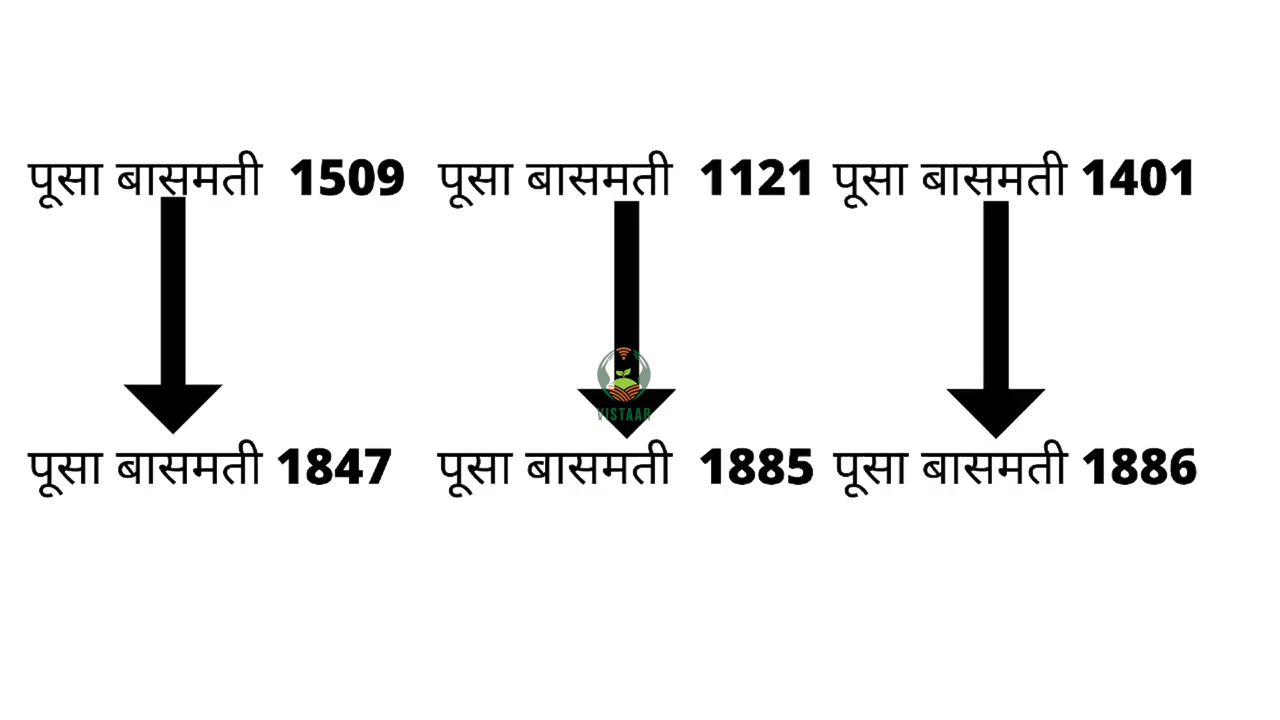 पूसा बासमती 1509 पूसा बासमती 1121 पूसा बासमती 1401
VISTAAR
पूसा बासमती 1847 पूसा बासमती 1885 पूसा बासमती 1886